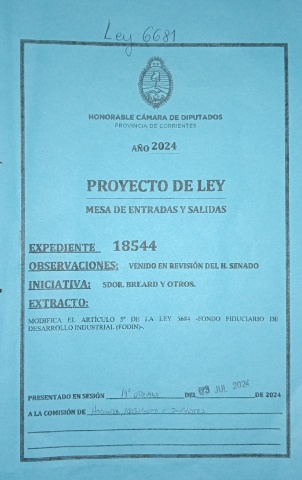 Ley 6681
HONORABLE CÁMARA DE DIPUTADOS
PROVINCIA DE CORRIENTES
AÑO 2024
PROYECTO DE LEY
MESA DE ENTRADAS Y SALIDAS
EXPEDIENTE 18544
OBSERVACIONES: VENIDO EN REVISIÓN DEL H. SENADO
INICIATIVA: SDOR. BREARD Y OTROS.
EXTRACTO:
MODIFICA EL ARTÍCULO 5º DE LA LEY 5684 -FONDO FIDUCIARIO DE
DESARROLLO INDUSTRIAL (FODIN)-.
PRESENTADO EN SESIÓN DEL JUL 2024 DE 2024
A LA COMISIÓN DE